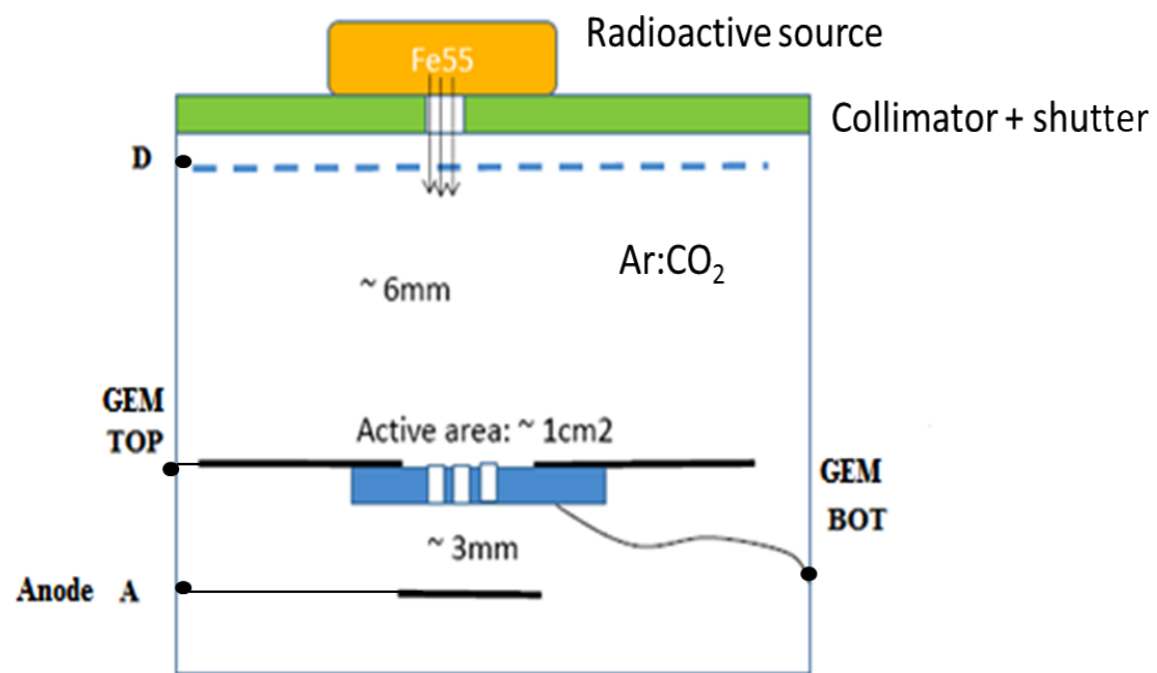 Radioactive source
Fe55
Collimator + shutter
D
Ar:CO₂
~ 6mm
GEM
TOP
Active area: ~ 1cm2
GEM
BOT
~ 3mm
Anode A